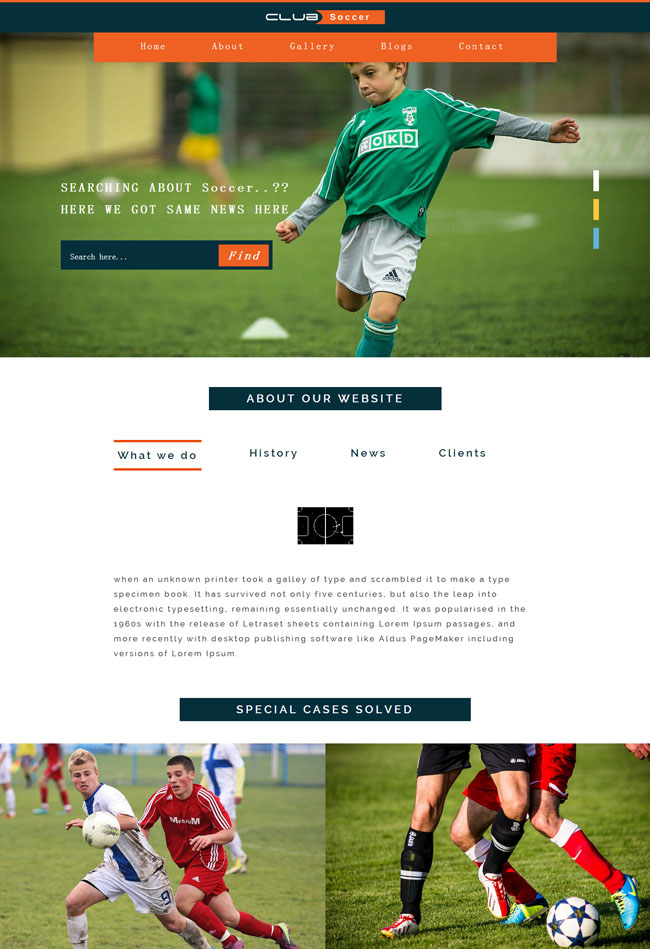 CLUB Soccer
Home About Gallery Blogs Contact
OKD
SEARCHING ABOUT Soccer..??
HERE WE GOT SAME NEWS HERE
Search here...
Find
adidas
ABOUT OUR WEBSITE
What we do History News Clients
when an unknown printer took a galley of type and scrambled it to make a type
specimen book. It has survived not only five centuries, but also the leap into
electronic typesetting, remaining essentially unchanged. It was popularised in the
1960s with the release of Letraset sheets containing Lorem Ipsum passages, and
more recently with desktop publishing software like Aldus PageMaker including
versions of Lorem Ipsum.
SPECIAL CASES SOLVED
9